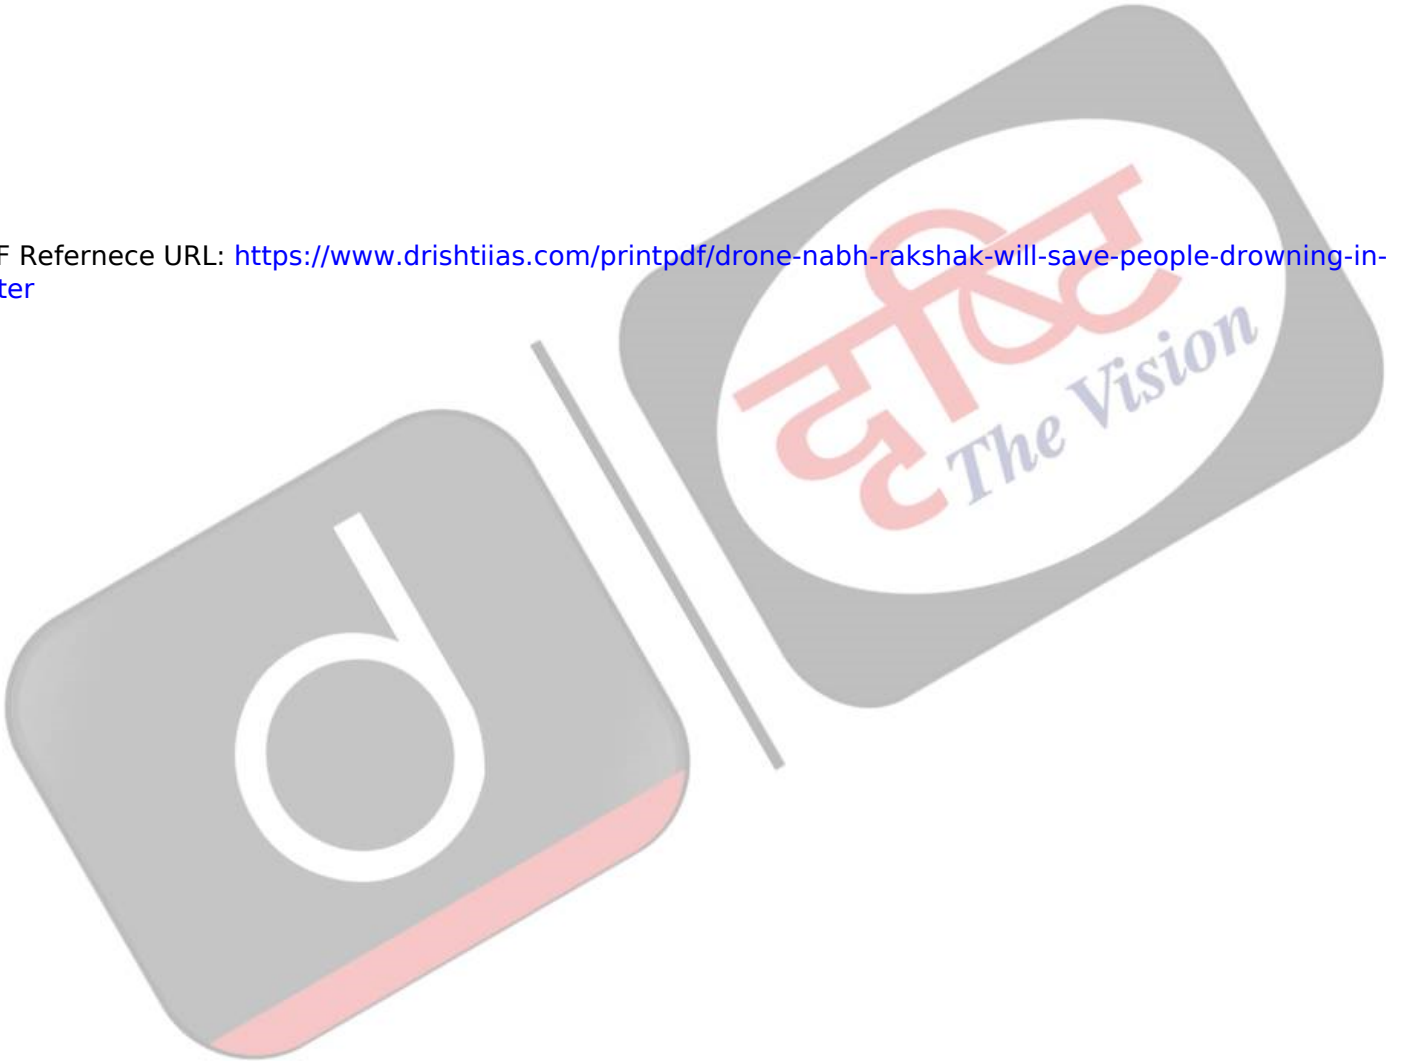 F Refernece URL: https://www.drishtiias.com/printpdf/drone-nabh-rakshak-will-save-people-drowning-in-
ter
दृष्टि
The Vision
d